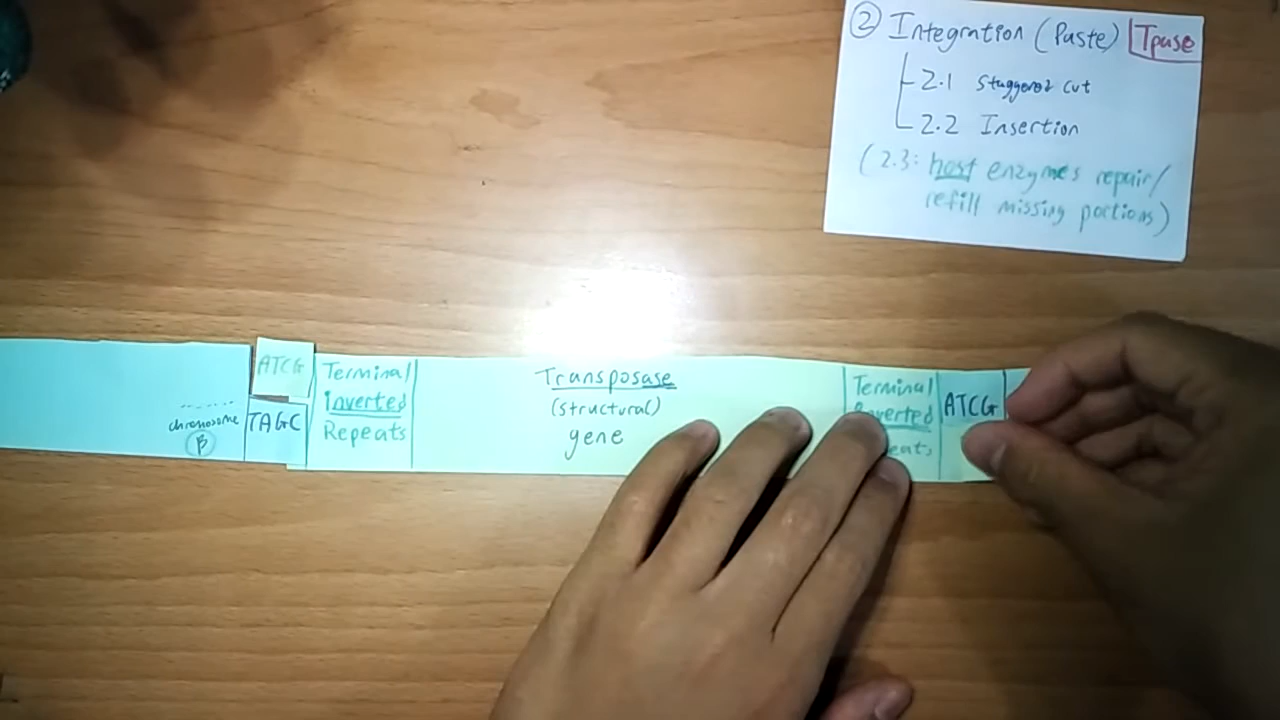 ② Integration (Paste) Tpase
2.1 Staggered cut
2.2 Insertion
(2.3: host enzymes repair/
refill missing portions)
ATCG
TAGC
chromosome
β
Terminal
inverted
Repeats
Transposase
(structural)
gene
Terminal
ATCG